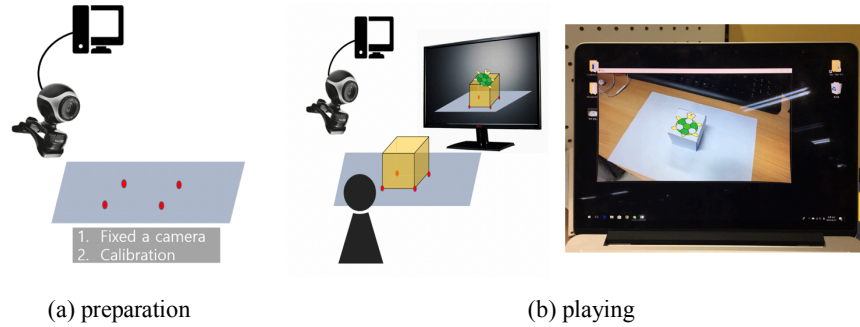 1. Fixed a camera
2. Calibration
(a) preparation
(b) playing